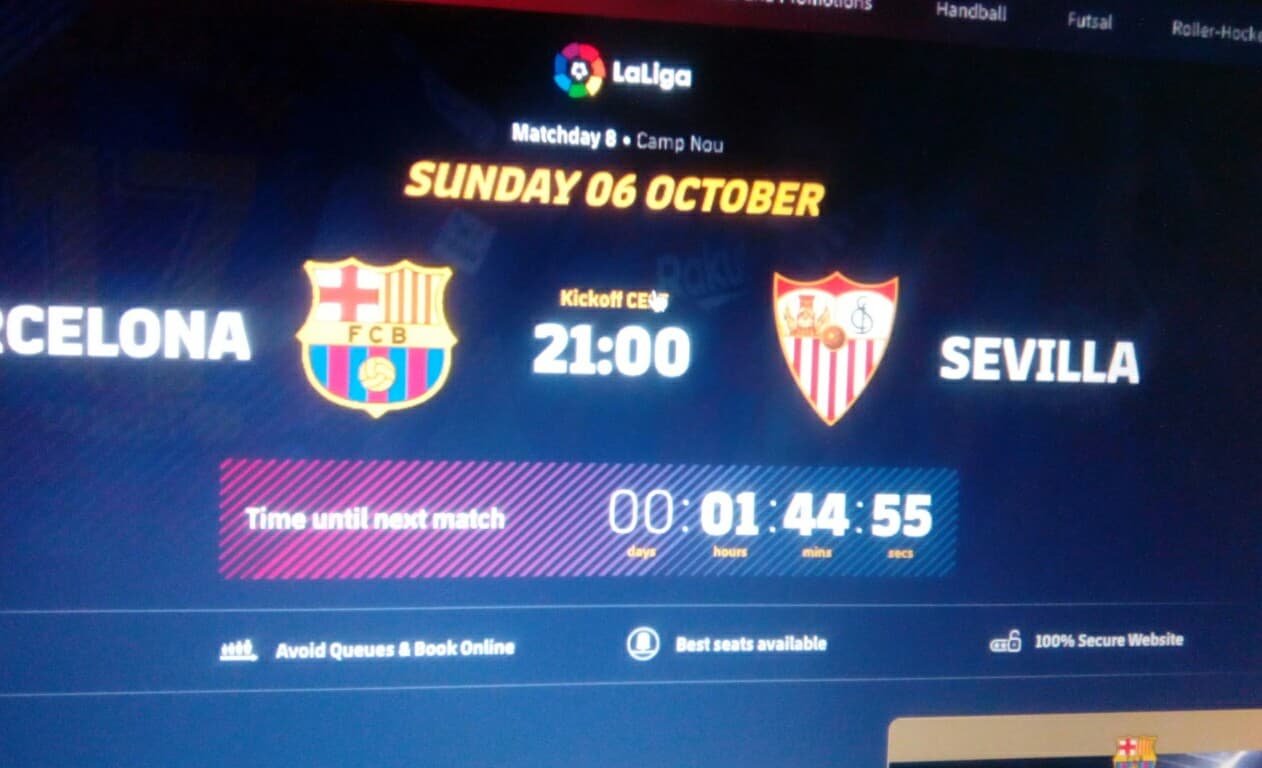 Promotions Handball Futsal Roller-Hocke
LaLiga
Matchday 8 • Camp Nou
SUNDAY 06 OCTOBER
Kickoff CE
RCELONA FCB 21:00 SEVILLA
Time until next match 00 : 01 : 44 : 55
days hours mins secs
Avoid Queues & Book Online Best seats available 100% Secure Website